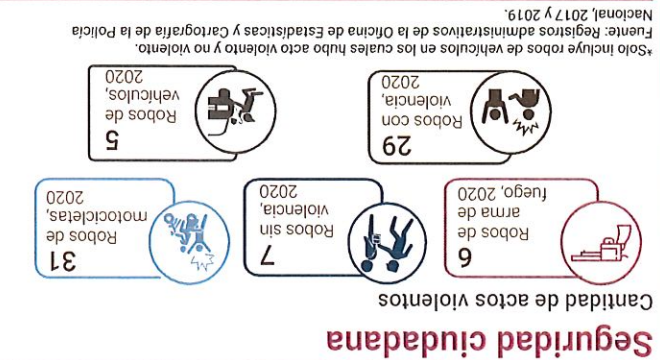 Seguridad ciudadana
Cantidad de actos violentos
6
Robos de
arma de
fuego, 2020
7
Robos sin
violencia,
2020
31
Robos de
motocicletas,
2020
29
Robos con
violencia,
2020
5
Robos de
vehículos,
2020
*Solo incluye robos de vehículos en los cuales hubo acto violento y no violento.
Fuente: Registros administrativos de la Oficina de Estadísticas y Cartografía de la Policía
Nacional, 2017 y 2019.